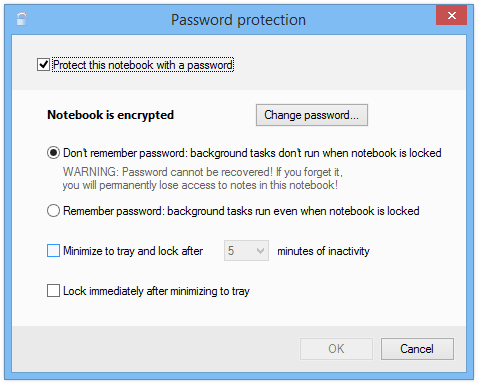 Password protection
Protect this notebook with a password
Notebook is encrypted
Change password...
Don't remember password: background tasks don't run when notebook is locked
WARNING: Password cannot be recovered! If you forget it,
you will permanently lose access to notes in this notebook!
Remember password: background tasks run even when notebook is locked
Minimize to tray and lock after 5 minutes of inactivity
Lock immediately after minimizing to tray
OK Cancel